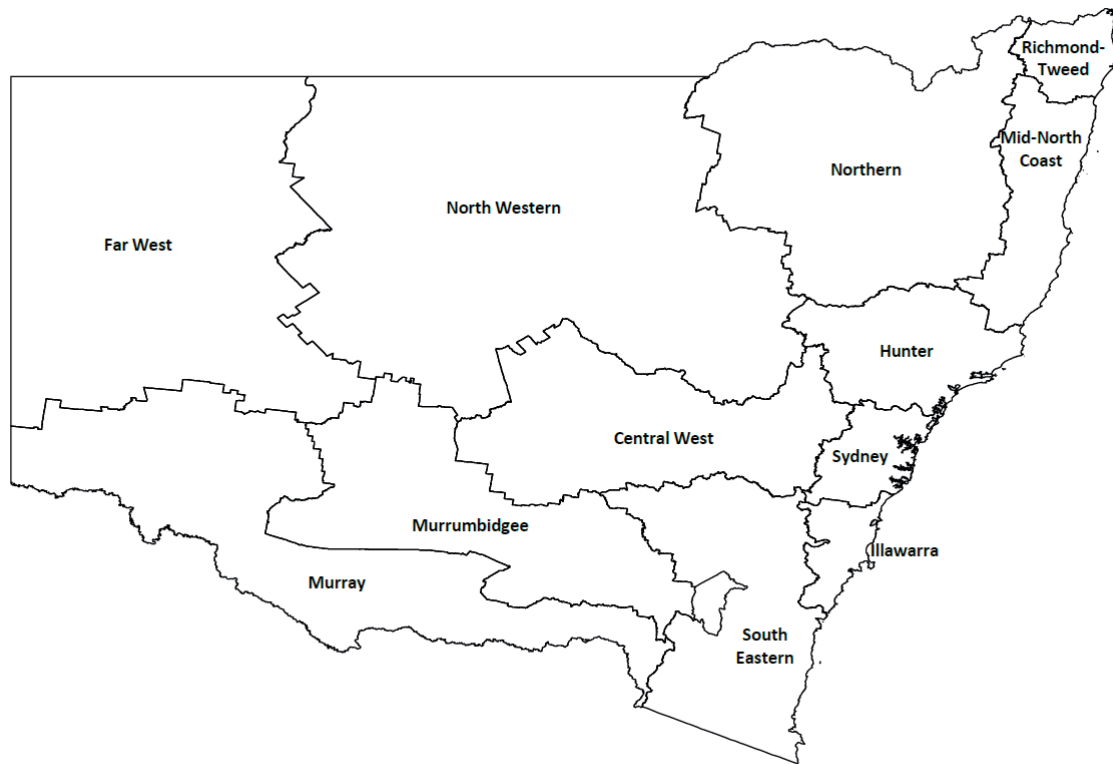 Richmond-
Tweed
Mid-North
Coast
Northern
North Western
Far West
Hunter
Central West
Sydney
Murrumbidgee
Illawarra
Murray
South
Eastern